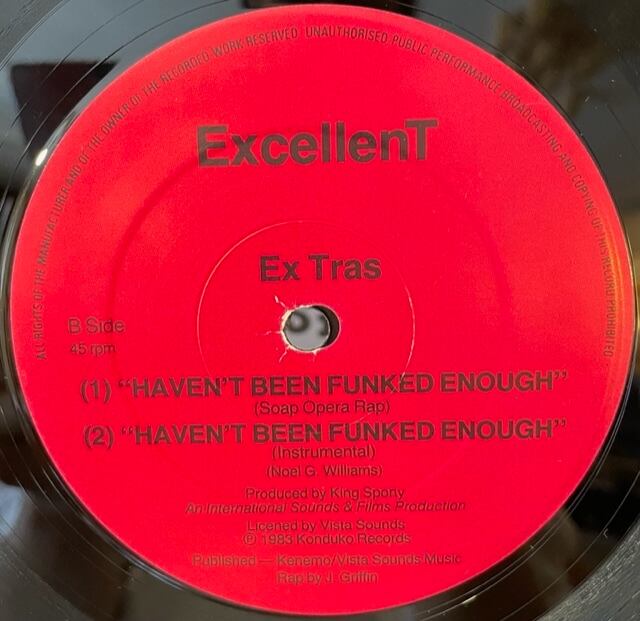 ALL RIGHTS OF THE MANUFACTURER AND OF THE OWNER OF THE RECORDED WORK RESERVED UNAUTHORISED PUBLIC PERFORMANCE BROADCASTING AND COPYING OF THIS RECORD PROHIBITED
ExcellenT
Ex Tras
B Side
45 rpm
(1) “HAVEN'T BEEN FUNKED ENOUGH”
(Soap Opera Rap)
(2) “HAVEN'T BEEN FUNKED ENOUGH”
(Instrumental)
(Noel G. Williams)
Produced by King Spony
An International Sounds & Films Production
Licened by Vista Sounds
℗ 1983 Konduko Records
Published — Kenemo/Vista Sounds Music
Rap by J. Griffin